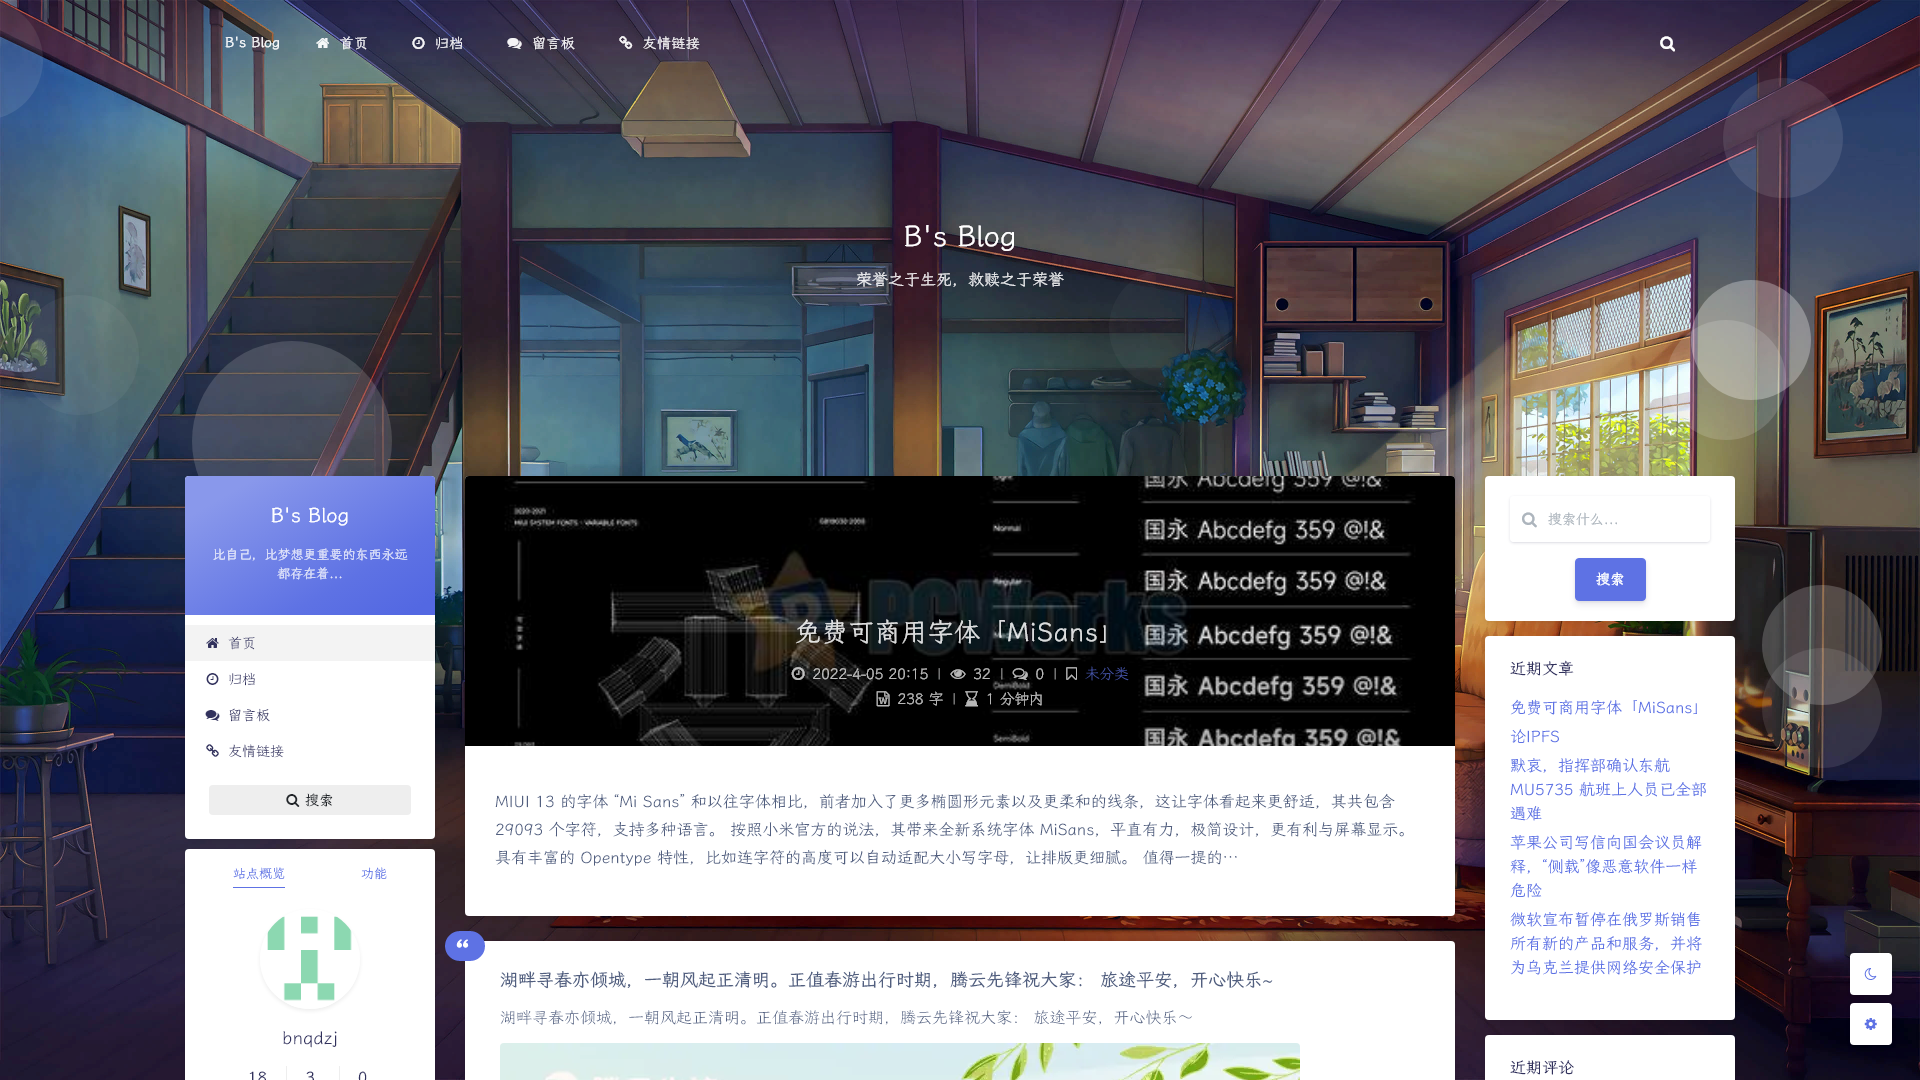 B's Blog
首页
归档
留言板
友情链接
B's Blog
荣誉之于生死，救赎之于荣誉
B's Blog
比自己，比梦想更重要的东西永远
都存在着...
首页
归档
留言板
友情链接
搜索
站点概览 功能
bnqdzj
18 3 0
2020-2021
MIUI SYSTEM FONTS - VARIABLE FONTS
国永 Abcdefg 359 @!&
Normal
国永 Abcdefg 359 @!&
Regular
国永 Abcdefg 359 @!&
国永 Abcdefg 359 @!&
国永 Abcdefg 359 @!&
SemiBold
国永 Abcdefg 359 @!&
PCWorks
免费可商用字体「MiSans」
2022-4-05 20:15 | 32 | 0 | 未分类
238 字 | 1 分钟内
MIUI 13 的字体 “Mi Sans” 和以往字体相比，前者加入了更多椭圆形元素以及更柔和的线条，这让字体看起来更舒适，其共包含
29093 个字符，支持多种语言。 按照小米官方的说法，其带来全新系统字体 MiSans，平直有力，极简设计，更有利与屏幕显示。
具有丰富的 Opentype 特性，比如连字符的高度可以自动适配大小写字母，让排版更细腻。 值得一提的…
湖畔寻春亦倾城，一朝风起正清明。正值春游出行时期，腾云先锋祝大家： 旅途平安，开心快乐~
湖畔寻春亦倾城，一朝风起正清明。正值春游出行时期，腾云先锋祝大家： 旅途平安，开心快乐～
搜索什么...
搜索
近期文章
免费可商用字体「MiSans」
论IPFS
默哀，指挥部确认东航
MU5735 航班上人员已全部
遇难
苹果公司写信向国会议员解
释，“侧载”像恶意软件一样
危险
微软宣布暂停在俄罗斯销售
所有新的产品和服务，并将
为乌克兰提供网络安全保护
近期评论